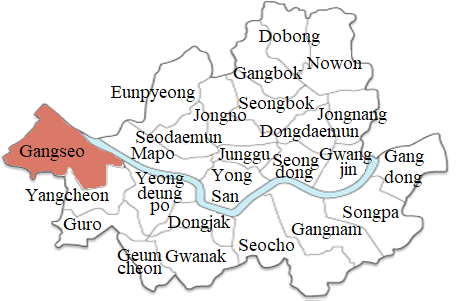 Dobong
Nowon
Gangbok
Eunpyeong
Seongbok
Jongno
Jongnang
Dongdaemun
Seodaemun
Gangseo
Mapo
Junggu
Seong
dong
Gwang
jin
Gang
dong
Yangcheon
Yeong
deung
po
Yong
San
Songpa
Guro
Dongjak
Gangnam
Seocho
Geum
cheon
Gwanak